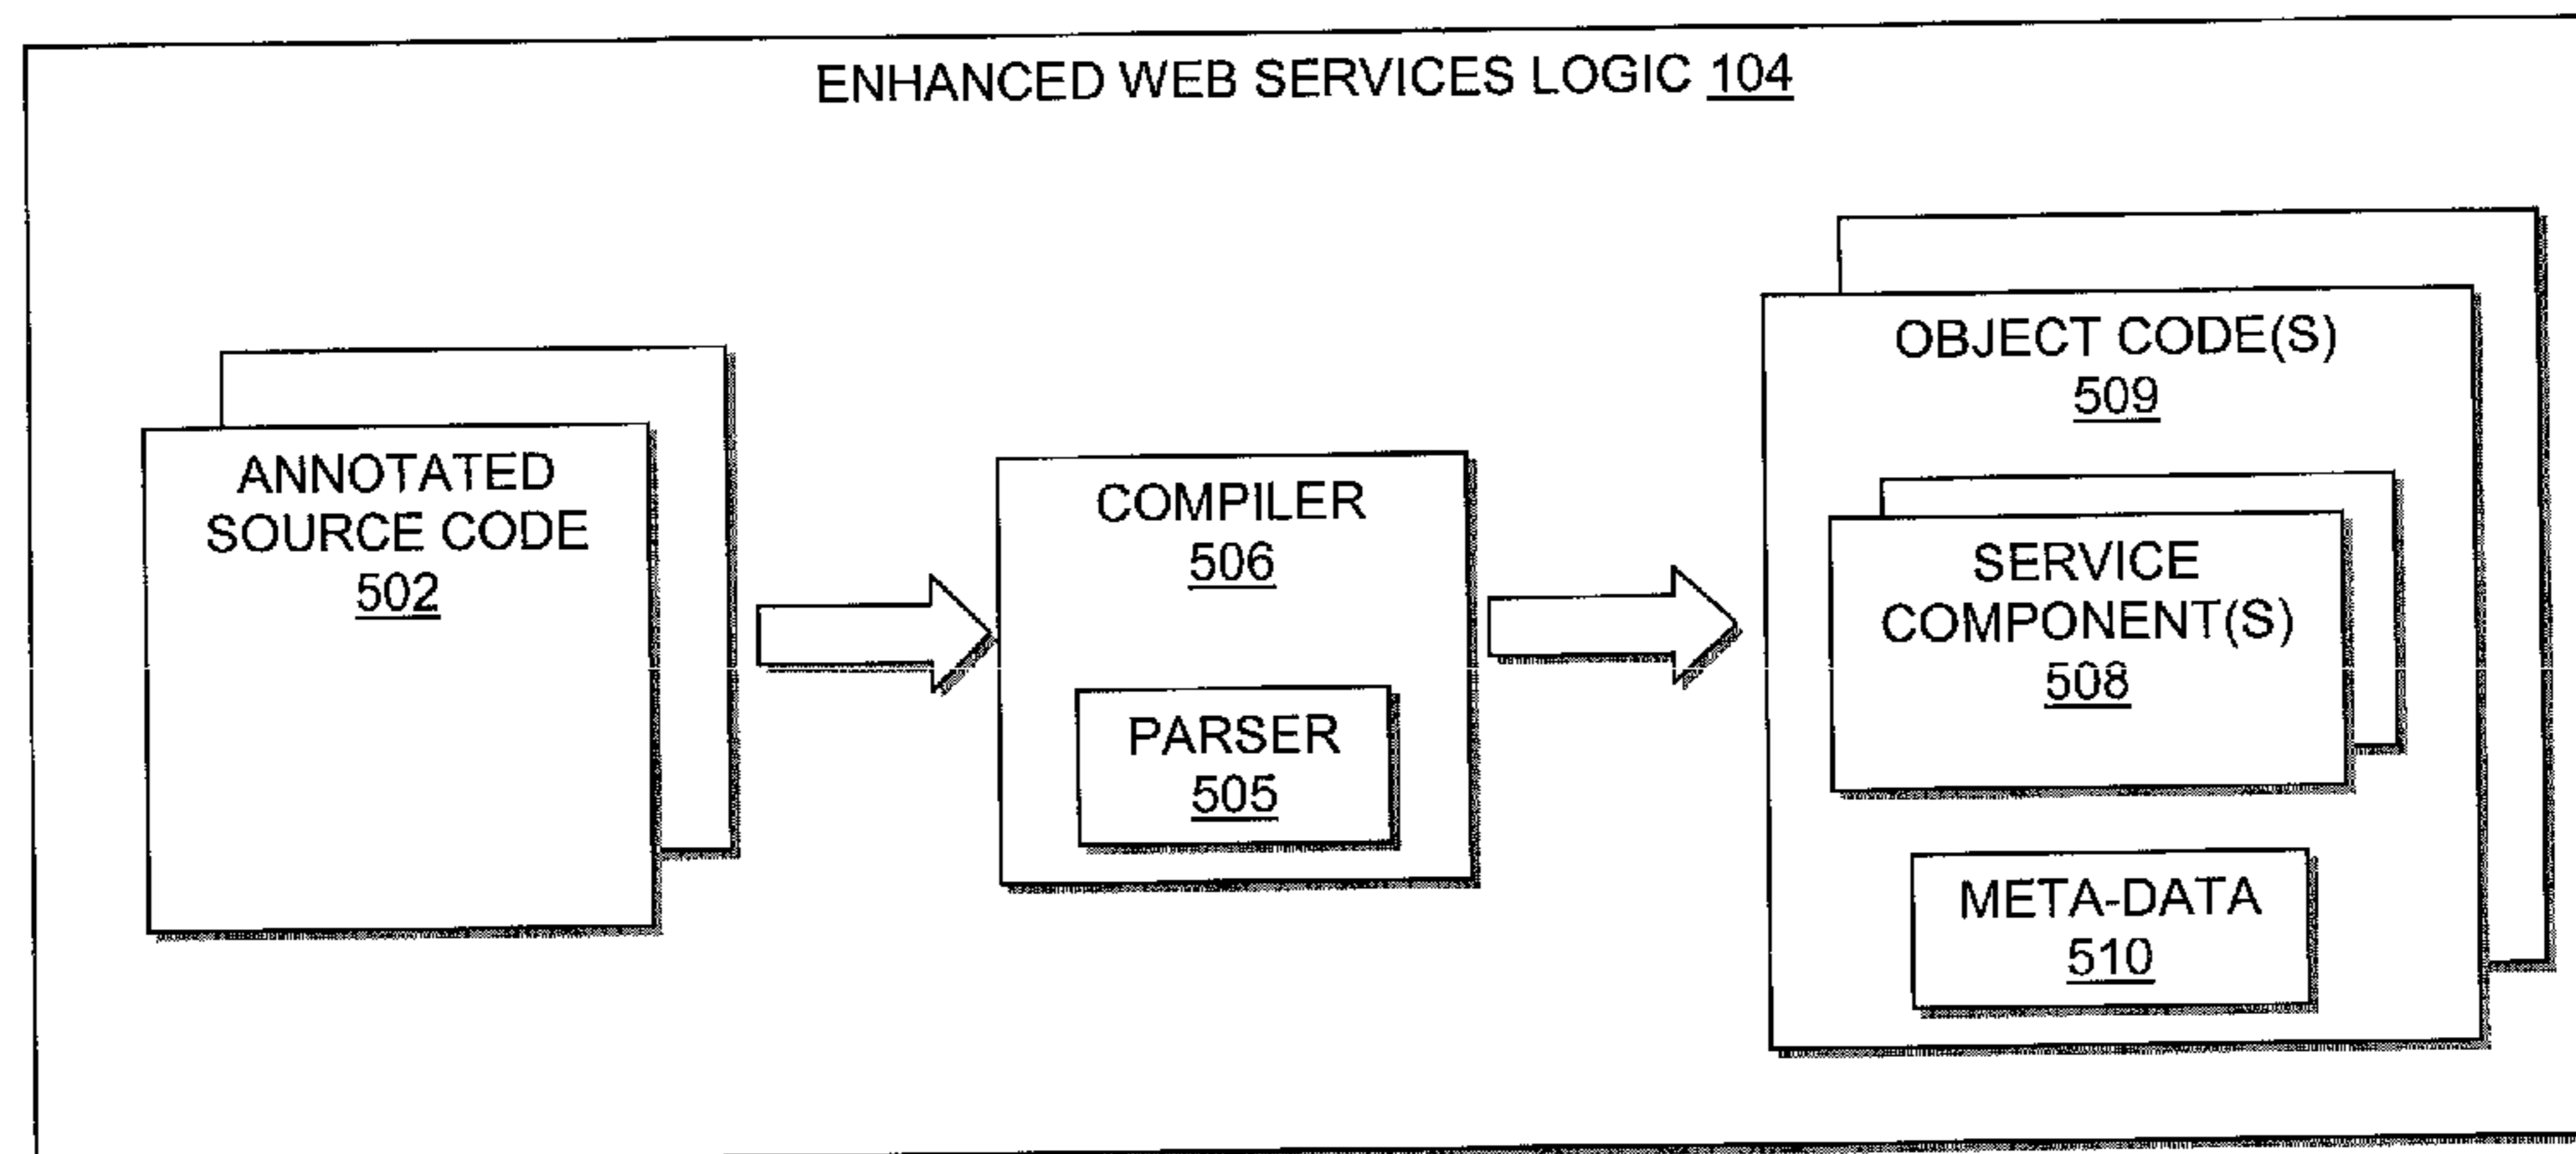 ENHANCED WEB SERVICES LOGIC 104
ANNOTATED
SOURCE CODE
502
COMPILER
506
PARSER
505
OBJECT CODE(S)
509
SERVICE
COMPONENT(S)
508
META-DATA
510